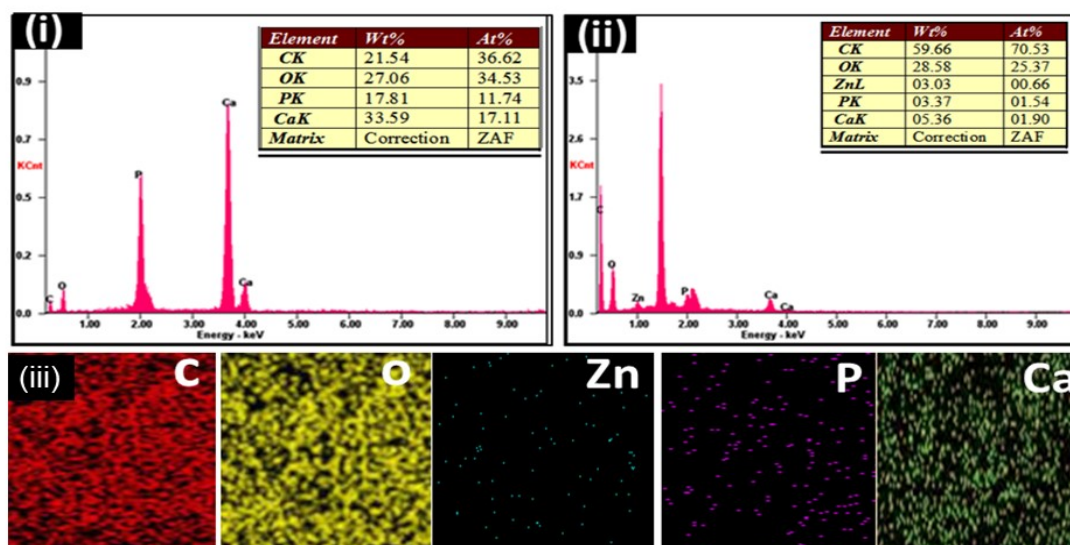 (i)
Element Wt% At%
CK 21.54 36.62
OK 27.06 34.53
PK 17.81 11.74
CaK 33.59 17.11
Matrix Correction ZAF
0.9
0.7
KCnt
0.5
0.2
0.0
C
O
P
Ca
Ca
1.00 2.00 3.00 4.00 5.00 6.00 7.00 8.00 9.00
Energy - keV
(ii)
Element Wt% At%
CK 59.66 70.53
OK 28.58 25.37
ZnL 03.03 00.66
PK 03.37 01.54
CaK 05.36 01.90
Matrix Correction ZAF
3.5
2.6
KCnt
1.7
0.9
0.0
C
O
Zn
P
Ca
Ca
1.00 2.00 3.00 4.00 5.00 6.00 7.00 8.00 9.00
Energy - keV
(iii) C O Zn P Ca